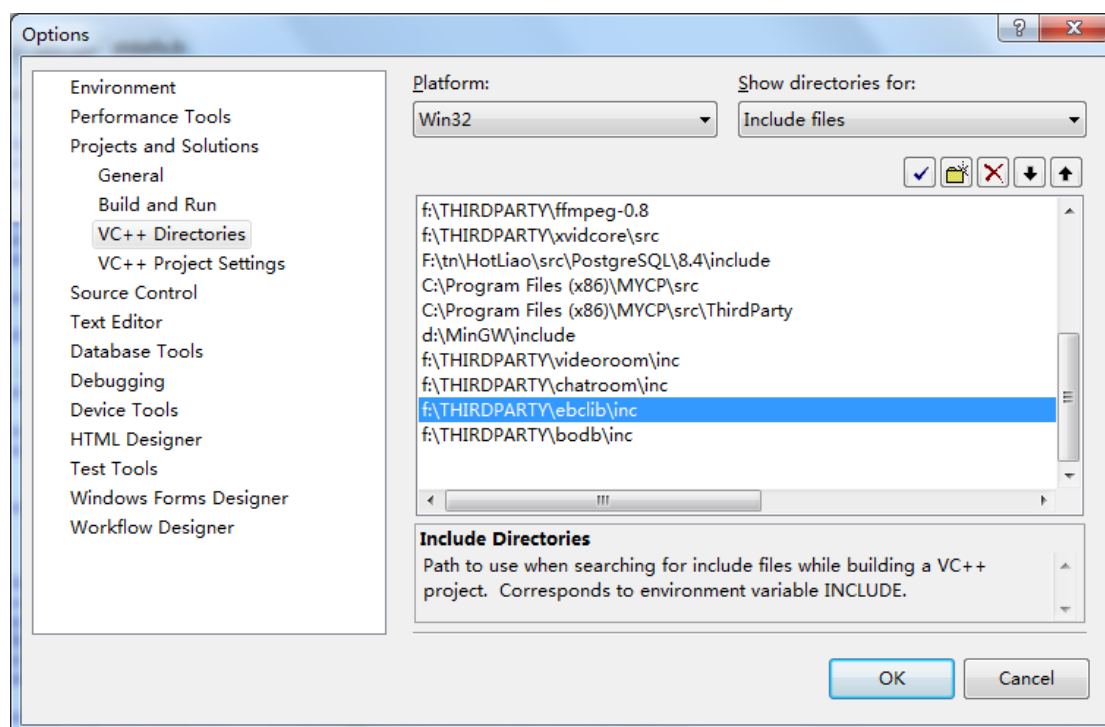 Options
Environment
Performance Tools
Projects and Solutions
General
Build and Run
VC++ Directories
VC++ Project Settings
Source Control
Text Editor
Database Tools
Debugging
Device Tools
HTML Designer
Test Tools
Windows Forms Designer
Workflow Designer
Platform:
Win32
Show directories for:
Include files
f:\THIRDPARTY\ffmpeg-0.8
f:\THIRDPARTY\xvidcore\src
F:\tn\HotLiao\src\PostgreSQL\8.4\include
C:\Program Files (x86)\MYCP\src
C:\Program Files (x86)\MYCP\src\ThirdParty
d:\MinGW\include
f:\THIRDPARTY\videoroom\inc
f:\THIRDPARTY\chatroom\inc
f:\THIRDPARTY\ebclib\inc
f:\THIRDPARTY\bodb\inc
Include Directories
Path to use when searching for include files while building a VC++
project.  Corresponds to environment variable INCLUDE.
OK
Cancel